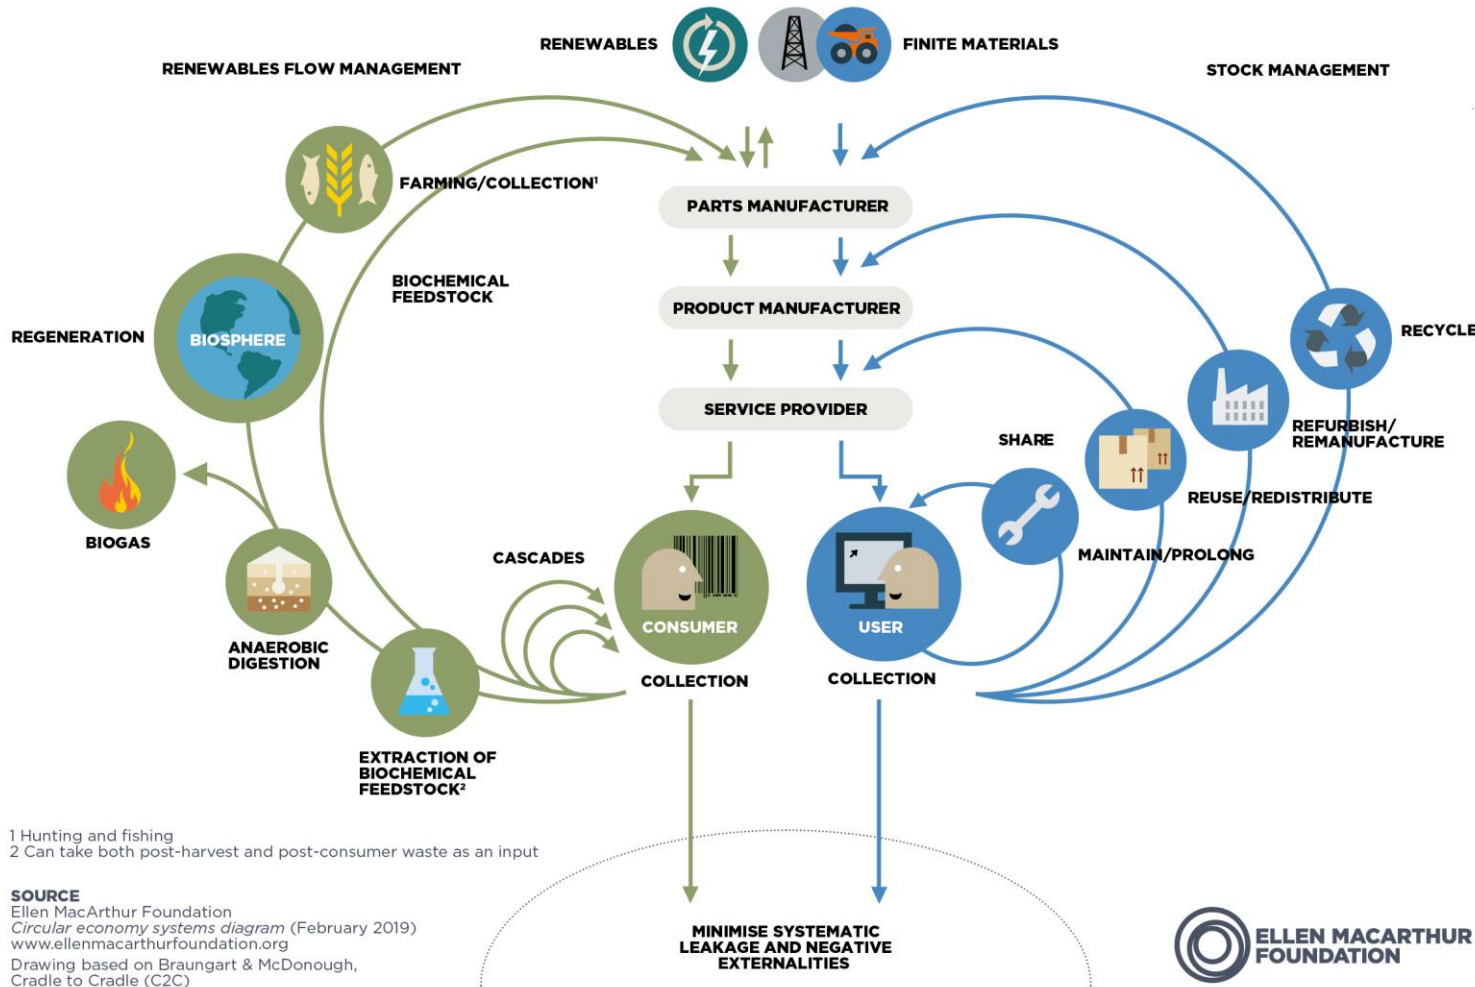 RENEWABLES
FINITE MATERIALS
RENEWABLES FLOW MANAGEMENT
STOCK MANAGEMENT
FARMING/COLLECTION¹
PARTS MANUFACTURER
BIOCHEMICAL
FEEDSTOCK
PRODUCT MANUFACTURER
REGENERATION
BIOSPHERE
RECYCLE
SERVICE PROVIDER
SHARE
REFURBISH/
REMANUFACTURE
REUSE/REDISTRIBUTE
BIOGAS
CASCADES
MAINTAIN/PROLONG
CONSUMER
USER
ANAEROBIC
DIGESTION
COLLECTION
COLLECTION
EXTRACTION OF
BIOCHEMICAL
FEEDSTOCK²
1 Hunting and fishing
2 Can take both post-harvest and post-consumer waste as an input
SOURCE
Ellen MacArthur Foundation
Circular economy systems diagram (February 2019)
www.ellenmacarthurfoundation.org
Drawing based on Braungart & McDonough,
Cradle to Cradle (C2C)
MINIMISE SYSTEMATIC
LEAKAGE AND NEGATIVE
EXTERNALITIES
ELLEN MACARTHUR
FOUNDATION